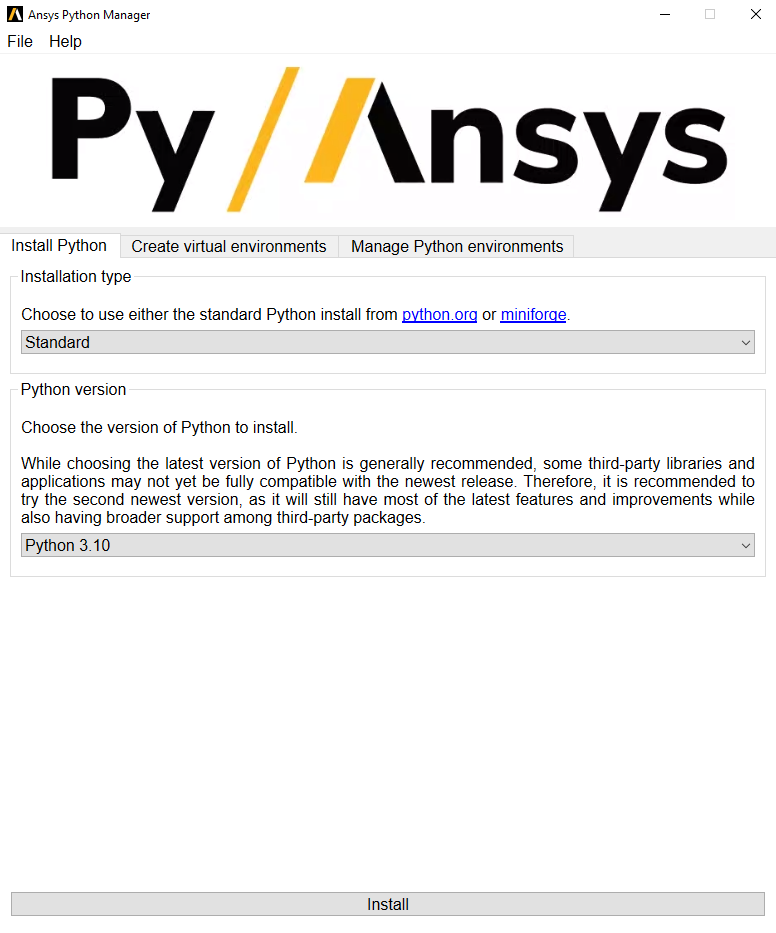 Ansys Python Manager
File Help
Py Ansys
Install Python Create virtual environments Manage Python environments
Installation type
Choose to use either the standard Python install from python.org or miniforge.
Standard
Python version
Choose the version of Python to install.
While choosing the latest version of Python is generally recommended, some third-party libraries and
applications may not yet be fully compatible with the newest release. Therefore, it is recommended to
try the second newest version, as it will still have most of the latest features and improvements while
also having broader support among third-party packages.
Python 3.10
Install